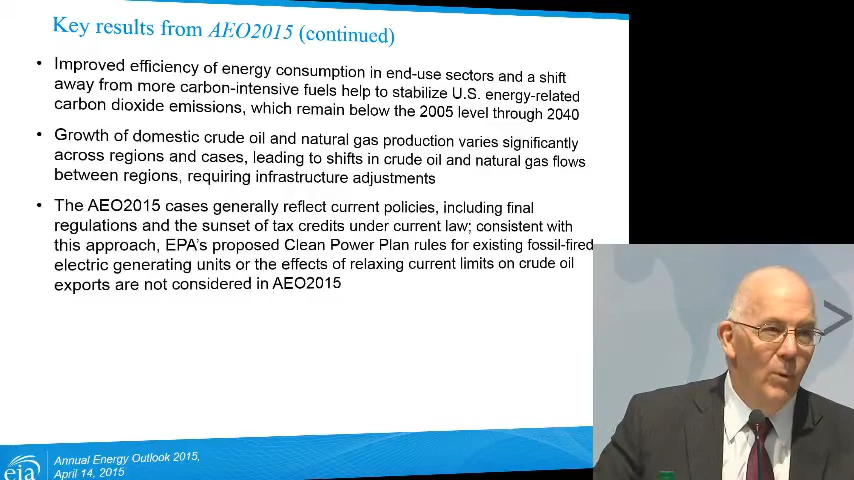 Key results from AEO2015 (continued)
• Improved efficiency of energy consumption in end-use sectors and a shift
away from more carbon-intensive fuels help to stabilize U.S. energy-related
carbon dioxide emissions, which remain below the 2005 level through 2040
• Growth of domestic crude oil and natural gas production varies significantly
across regions and cases, leading to shifts in crude oil and natural gas flows
between regions, requiring infrastructure adjustments
• The AEO2015 cases generally reflect current policies, including final
regulations and the sunset of tax credits under current law; consistent with
this approach, EPA's proposed Clean Power Plan rules for existing fossil-fired
electric generating units or the effects of relaxing current limits on crude oil
exports are not considered in AEO2015
eia
Annual Energy Outlook 2015,
April 14, 2015